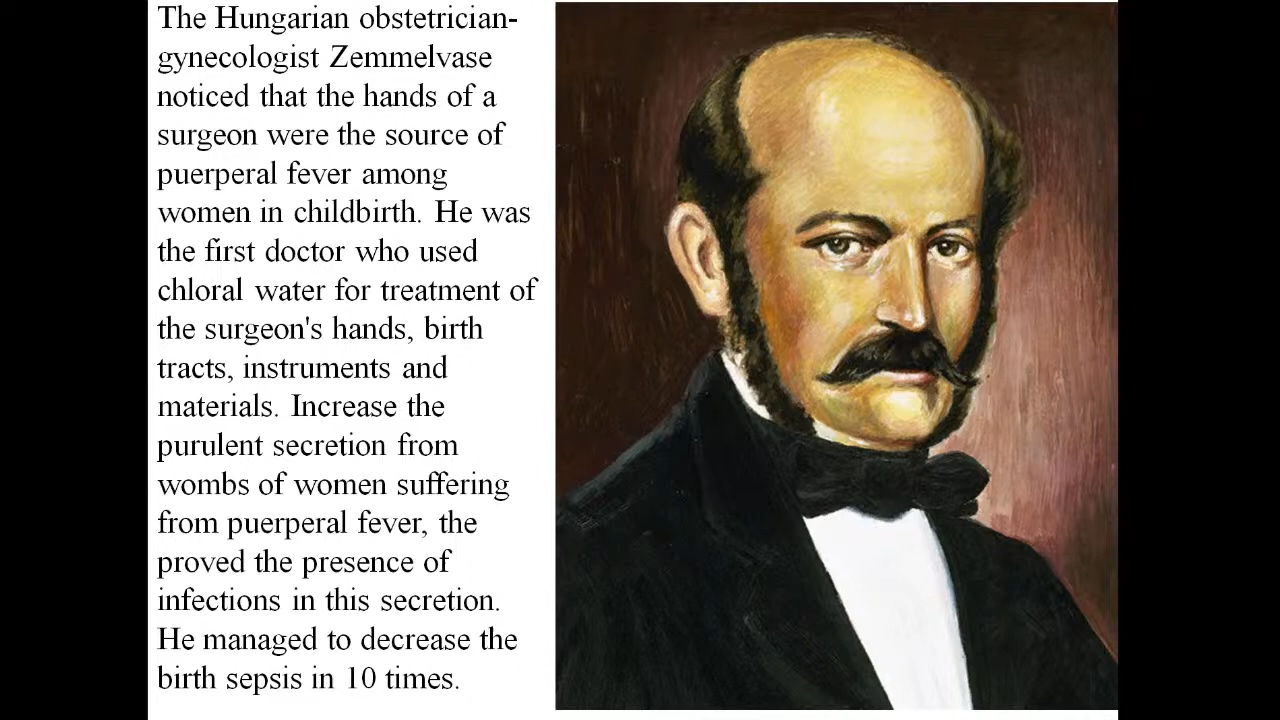 The Hungarian obstetrician-
gynecologist Zemmelvase
noticed that the hands of a
surgeon were the source of
puerperal fever among
women in childbirth. He was
the first doctor who used
chloral water for treatment of
the surgeon's hands, birth
tracts, instruments and
materials. Increase the
purulent secretion from
wombs of women suffering
from puerperal fever, the
proved the presence of
infections in this secretion.
He managed to decrease the
birth sepsis in 10 times.